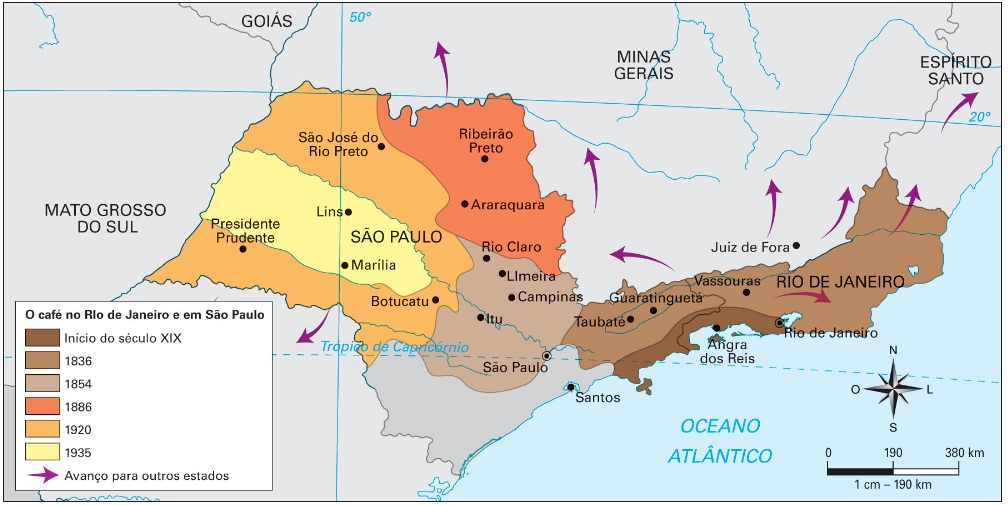 GOIÁS
50°
MINAS
GERAIS
ESPÍRITO
SANTO
20°
São José do
Rio Preto
Ribeirão
Preto
MATO GROSSO
DO SUL
Lins
Araraquara
Presidente
Prudente
SÃO PAULO
Rio Claro
Juiz de Fora
Marília
LImeira
Vassouras
RIO DE JANEIRO
Botucatu
Campinas
Guaratinguetá
Itu
Taubaté
Rio de Janeiro
Angra
dos Reis
Trópico de Capricórnio
São Paulo
Santos
O café no RIo de Janeiro e em São Paulo
Início do século XIX
1836
1854
1886
1920
1935
Avanço para outros estados
OCEANO
ATLÂNTICO
N
O
L
S
0 190 380 km
1 cm – 190 km